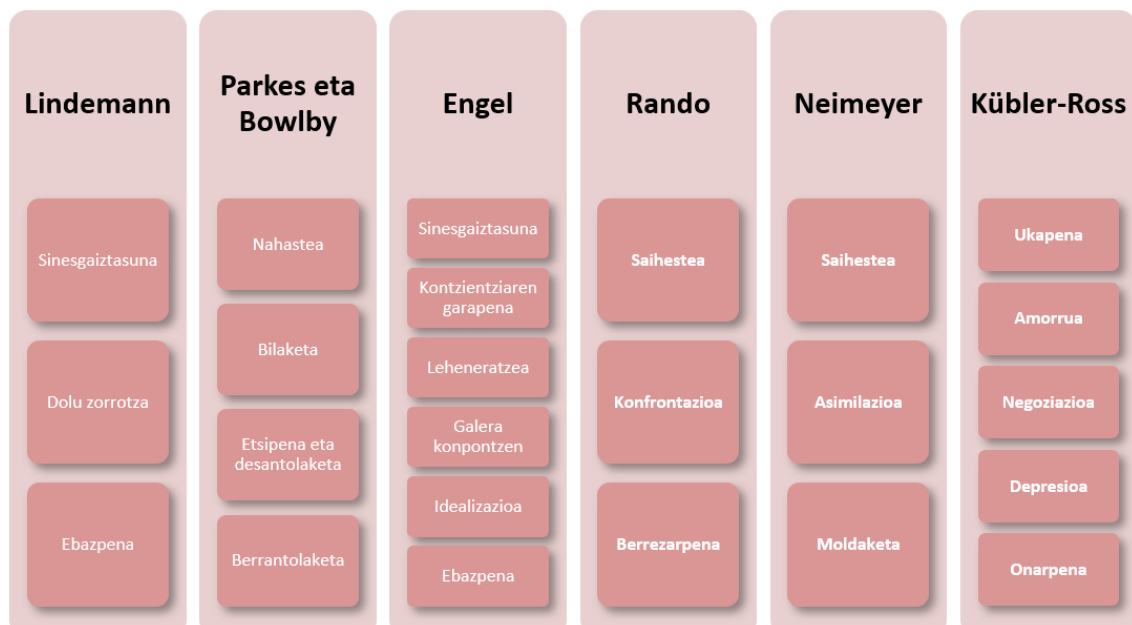 Lindemann
Sinesgaiztasuna
Dolu zorrotza
Ebazpena
Parkes eta
Bowlby
Nahastea
Bilaketa
Etsipena eta
desantolaketa
Berrantolaketa
Engel
Sinesgaiztasuna
Kontzientziaren
garapena
Leheneratzea
Galera
konpontzen
Idealizazioa
Ebazpena
Rando
Saihestea
Konfrontazioa
Berrezarpena
Neimeyer
Saihestea
Asimilazioa
Moldaketa
Kübler-Ross
Ukapena
Amorrua
Negoziazioa
Depresioa
Onarpena